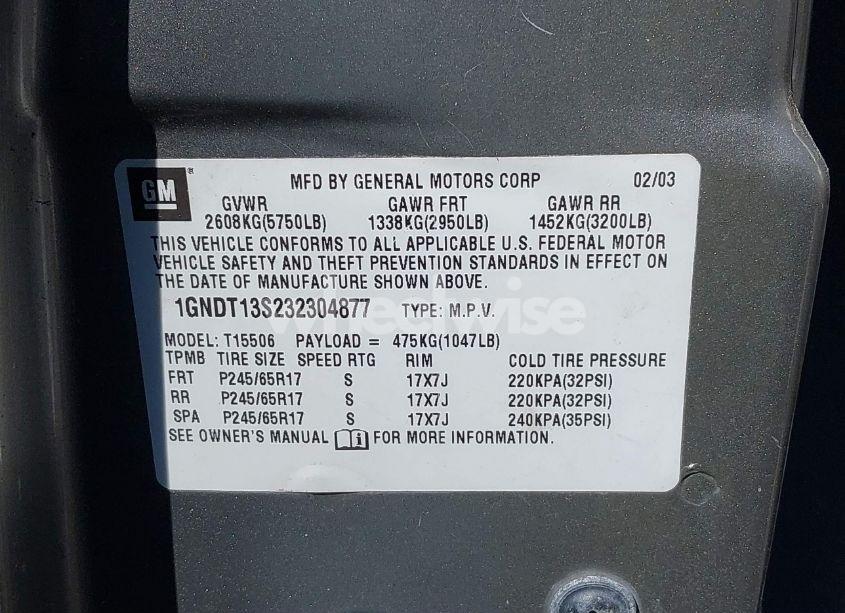 GM
MFD BY GENERAL MOTORS CORP 02/03
GVWR GAWR FRT GAWR RR
2608KG(5750LB) 1338KG(2950LB) 1452KG(3200LB)
THIS VEHICLE CONFORMS TO ALL APPLICABLE U.S. FEDERAL MOTOR
VEHICLE SAFETY AND THEFT PREVENTION STANDARDS IN EFFECT ON
THE DATE OF MANUFACTURE SHOWN ABOVE.
1GNDT13S232304877 TYPE: M.P.V.
wheelwise
MODEL: T15506 PAYLOAD = 475KG(1047LB)
TPMB TIRE SIZE SPEED RTG RIM COLD TIRE PRESSURE
FRT P245/65R17 S 17X7J 220KPA(32PSI)
RR P245/65R17 S 17X7J 220KPA(32PSI)
SPA P245/65R17 S 17X7J 240KPA(35PSI)
SEE OWNER'S MANUAL FOR MORE INFORMATION.